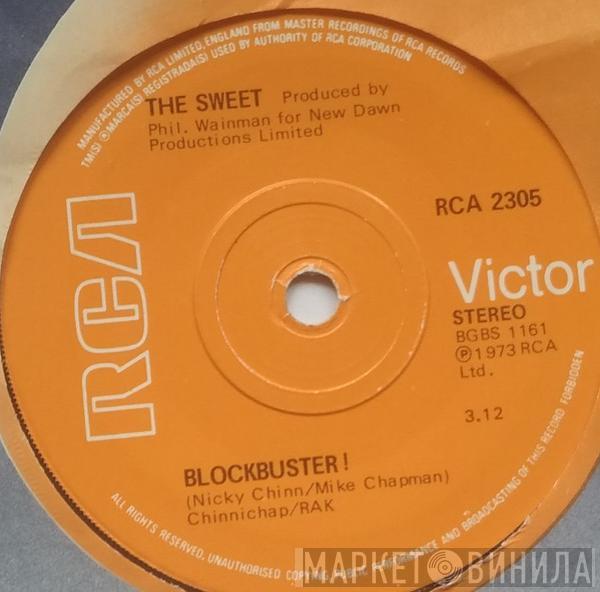 MANUFACTURED BY RCA LIMITED, ENGLAND FROM MASTER RECORDINGS OF RCA RECORDS
TM(S) ® MARCA(S) REGISTRADA(S) USED BY AUTHORITY OF RCA CORPORATION
THE SWEET Produced by
Phil. Wainman for New Dawn
Productions Limited
RCA
RCA 2305
Victor
STEREO
BGBS 1161
Ⓟ 1973 RCA
Ltd.
3.12
BLOCKBUSTER!
(Nicky Chinn/Mike Chapman)
Chinnichap/RAK
ALL RIGHTS RESERVED. UNAUTHORISED COPYING, PUBLIC PERFORMANCE AND BROADCASTING OF THIS RECORD FORBIDDEN
МАРКЕТ ВИНИЛА